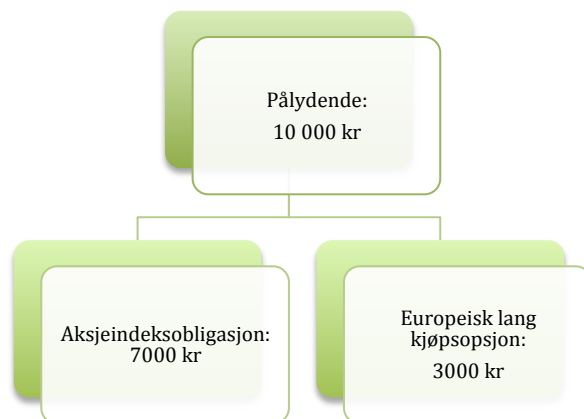 Pålydende:
10 000 kr
Aksjeindeksobligasjon:
7000 kr
Europeisk lang
kjøpsopsjon:
3000 kr